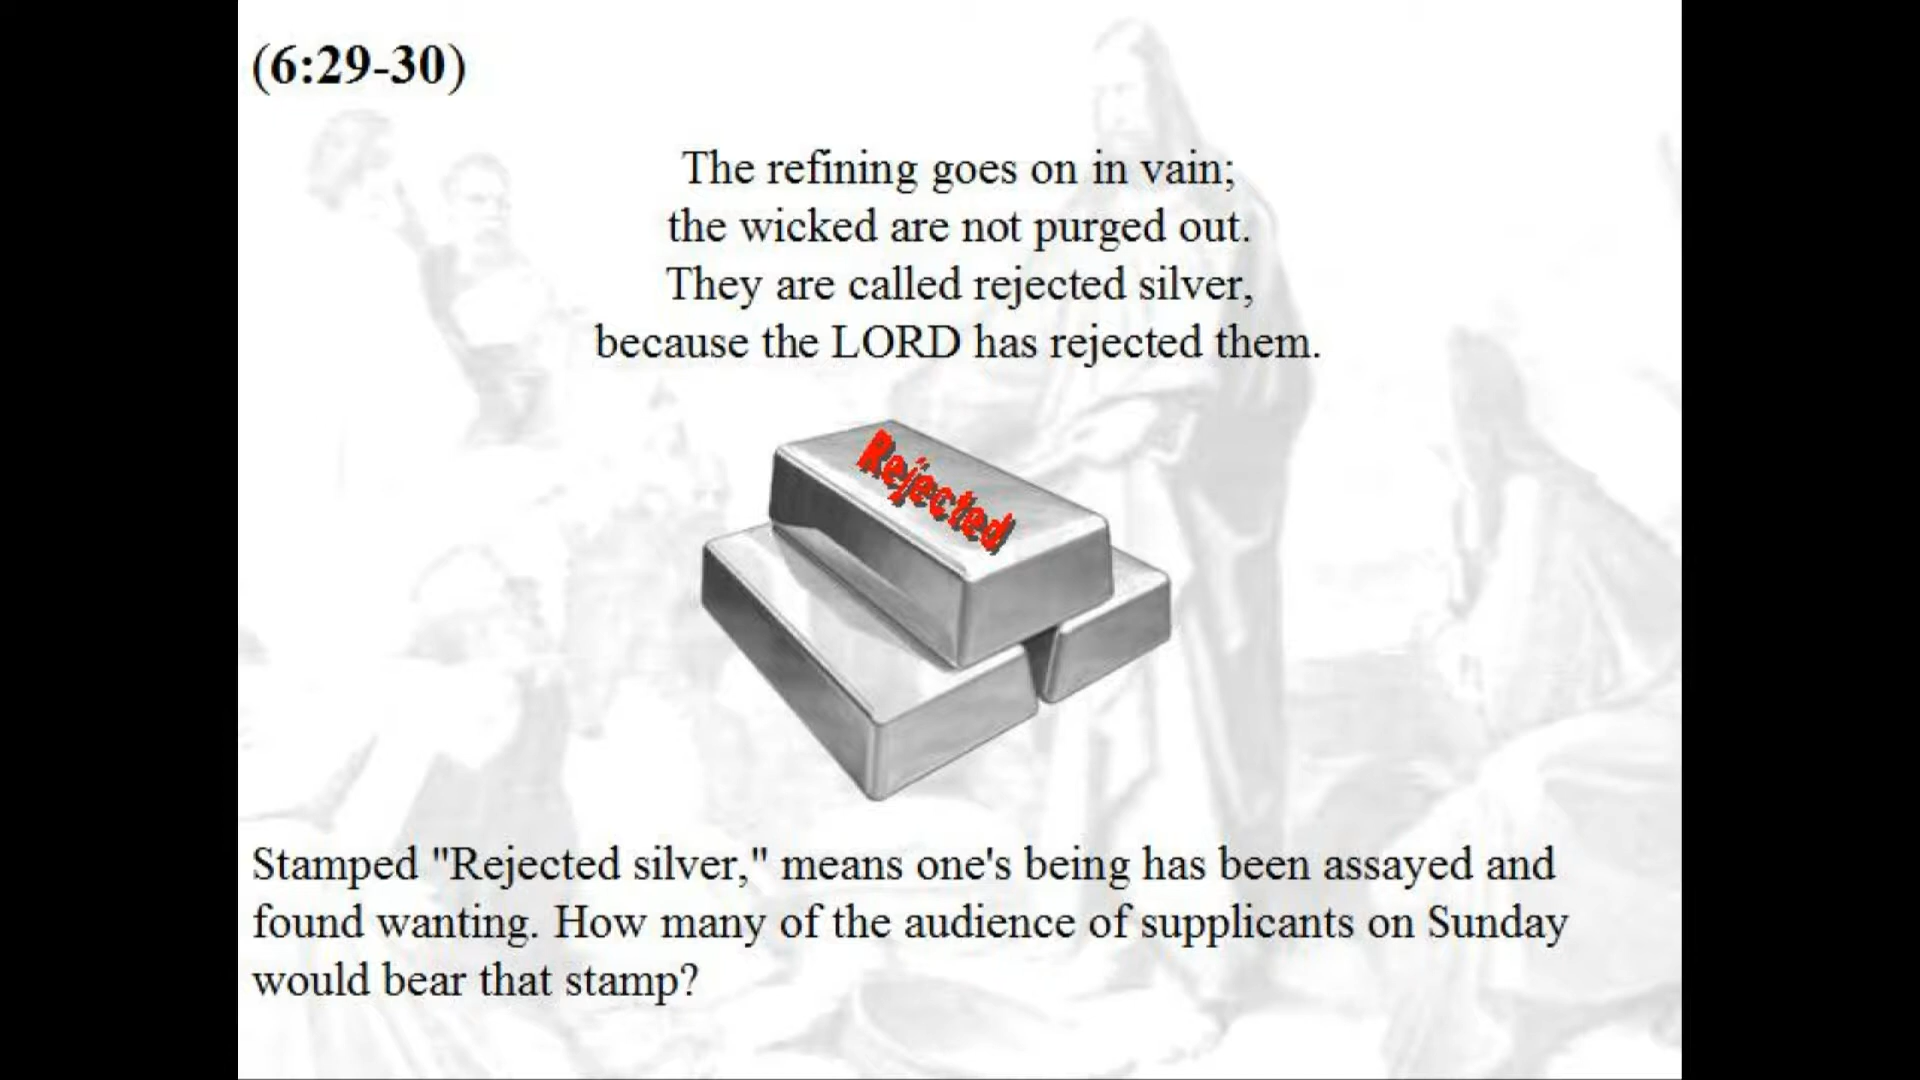 (6:29-30)
The refining goes on in vain;
the wicked are not purged out.
They are called rejected silver,
because the LORD has rejected them.
Rejected
Stamped "Rejected silver," means one's being has been assayed and
found wanting. How many of the audience of supplicants on Sunday
would bear that stamp?